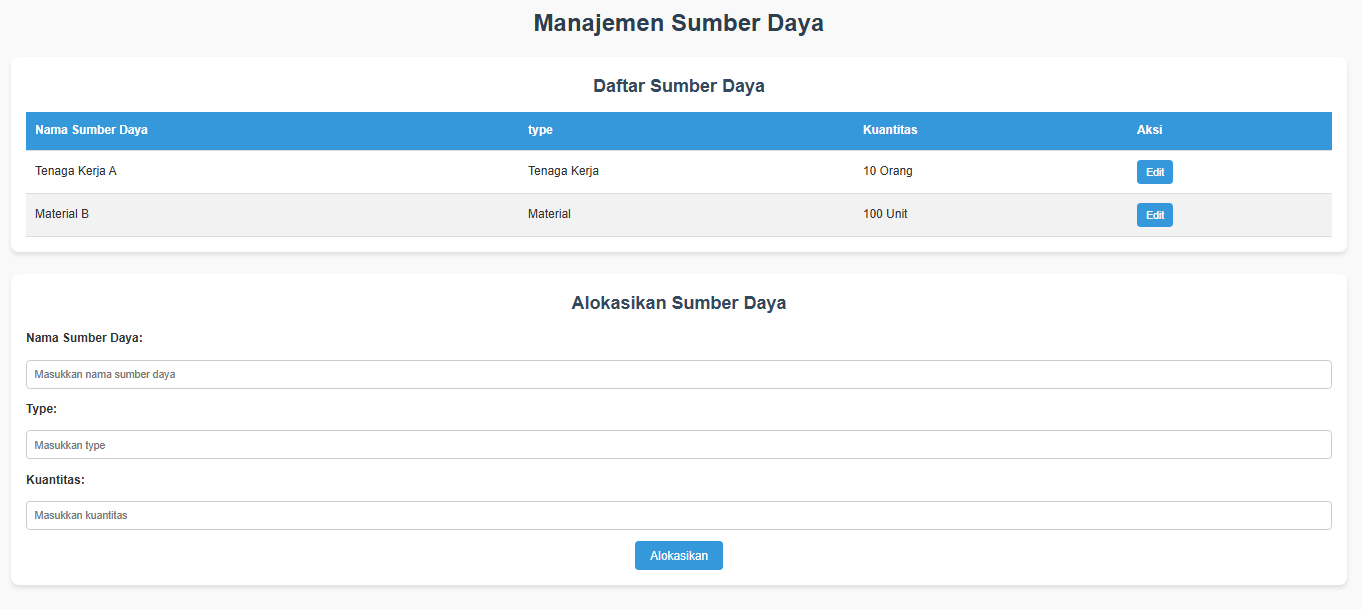 Manajemen Sumber Daya
Daftar Sumber Daya
Nama Sumber Daya type Kuantitas Aksi
Tenaga Kerja A Tenaga Kerja 10 Orang Edit
Material B Material 100 Unit Edit
Alokasikan Sumber Daya
Nama Sumber Daya:
Masukkan nama sumber daya
Type:
Masukkan type
Kuantitas:
Masukkan kuantitas
Alokasikan